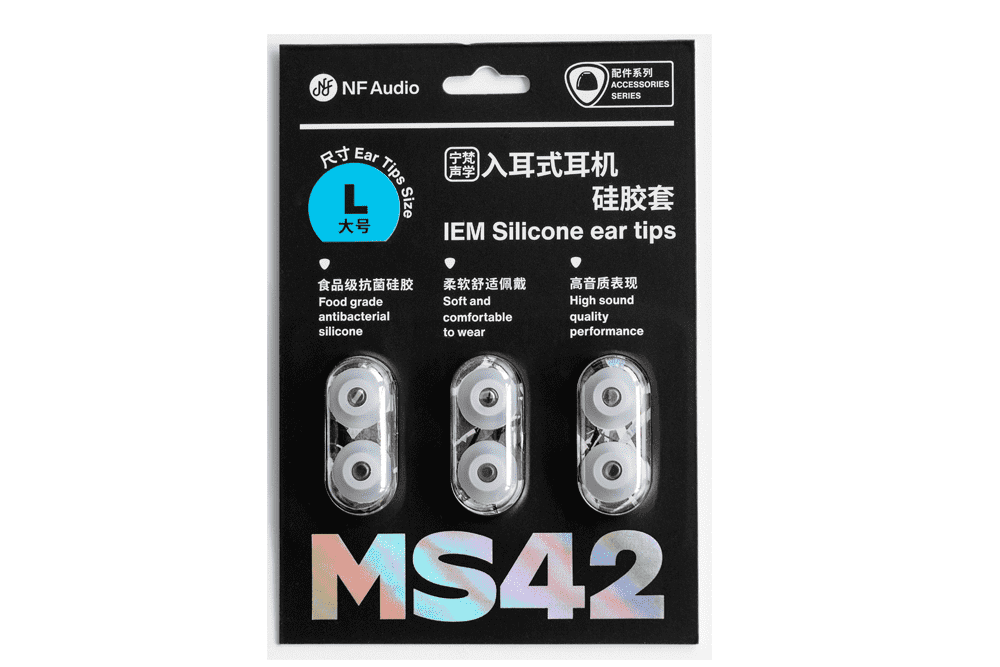 NF Audio
配件系列
ACCESSORIES
SERIES
尺寸 Ear Tips Size
L
大号
宁梵
声学
入耳式耳机
硅胶套
IEM Silicone ear tips
食品级抗菌硅胶
Food grade
antibacterial
silicone
柔软舒适佩戴
Soft and
comfortable
to wear
高音质表现
High sound
quality
performance
MS42